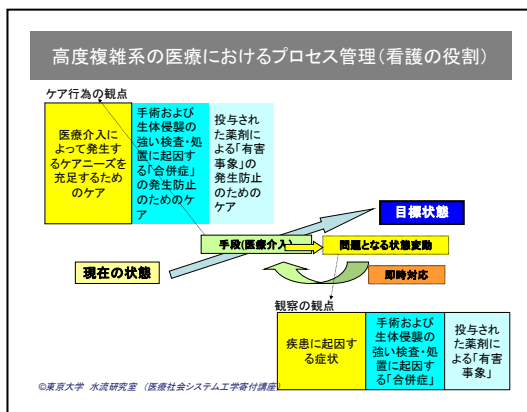 高度複雑系の医療におけるプロセス管理(看護の役割)
ケア行為の観点
医療介入に
よって発生す
るケアニーズを
充足するため
のケア
手術および
生体侵襲の
強い検査・処
置に起因す
る「合併症」
の発生防止
のためのケ
ア
投与され
た薬剤に
よる「有害
事象」の
発生防止
のための
ケア
目標状態
手段(医療介入)
問題となる状態変動
現在の状態
即時対応
観察の観点
疾患に起因す
る症状
手術および
生体侵襲の
強い検査・処
置に起因す
る「合併症」
投与され
た薬剤に
よる「有害
事象」
©東京大学 水流研究室 (医療社会システム工学寄付講座)